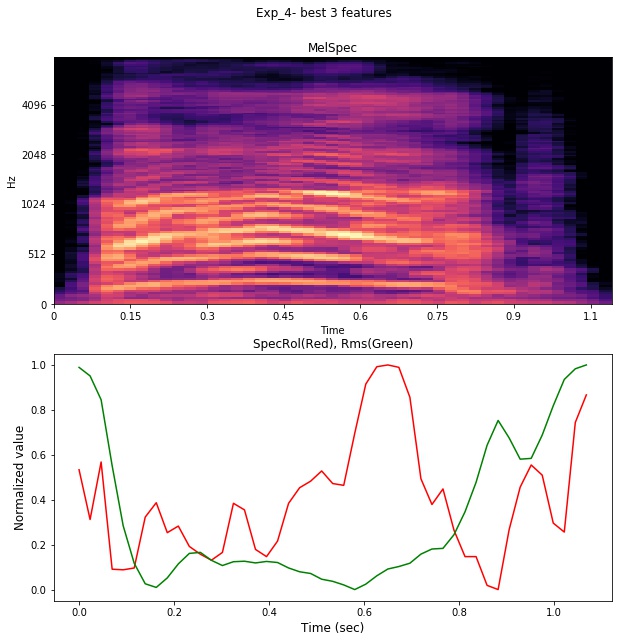 Exp_4- best 3 features
MelSpec
4096
2048
1024
512
0
Hz
0 0.15 0.3 0.45 0.6 0.75 0.9 1.1
Time
SpecRol(Red), Rms(Green)
1.0
0.8
0.6
0.4
0.2
0.0
Normalized value
0.0 0.2 0.4 0.6 0.8 1.0
Time (sec)